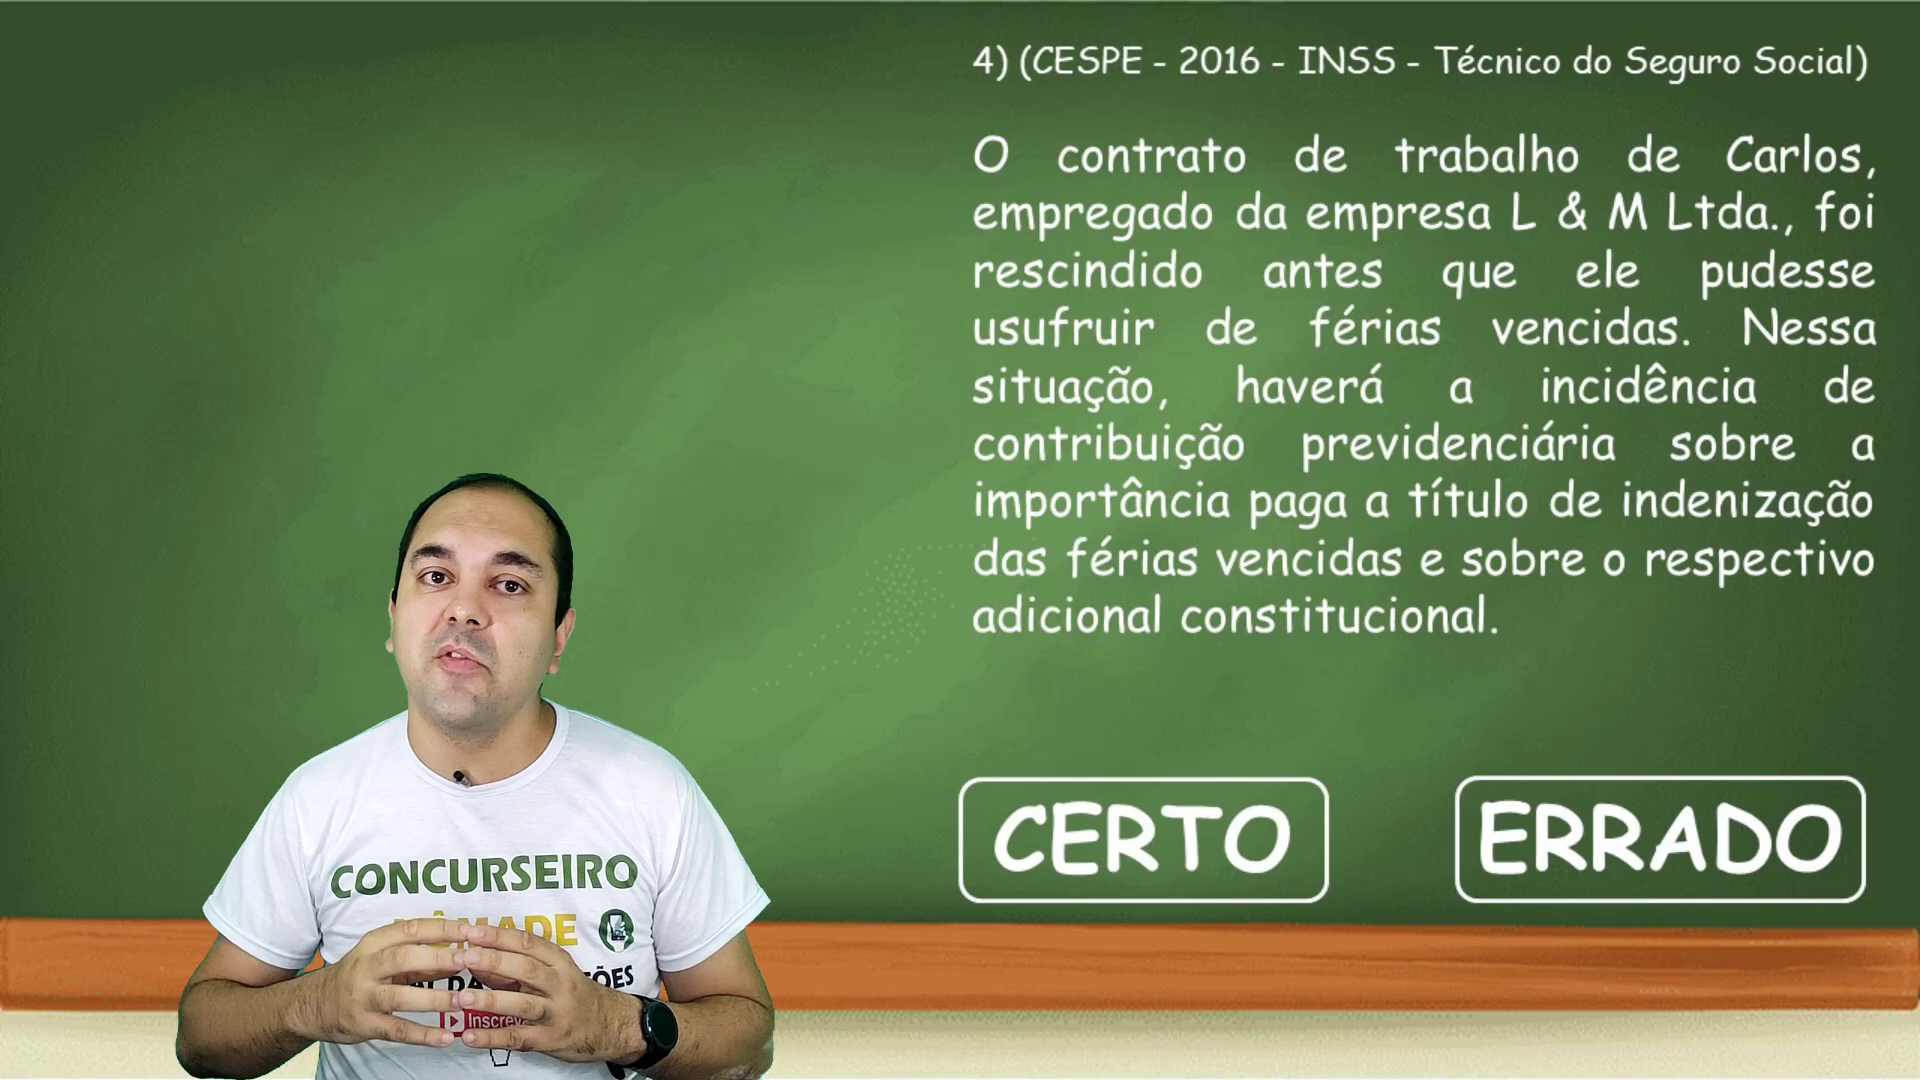 4) (CESPE - 2016 - INSS - Técnico do Seguro Social)
O contrato de trabalho de Carlos,
empregado da empresa L & M Ltda., foi
rescindido antes que ele pudesse
usufruir de férias vencidas. Nessa
situação, haverá a incidência de
contribuição previdenciária sobre a
importância paga a título de indenização
das férias vencidas e sobre o respectivo
adicional constitucional.
CERTO
ERRADO
CONCURSEIRO